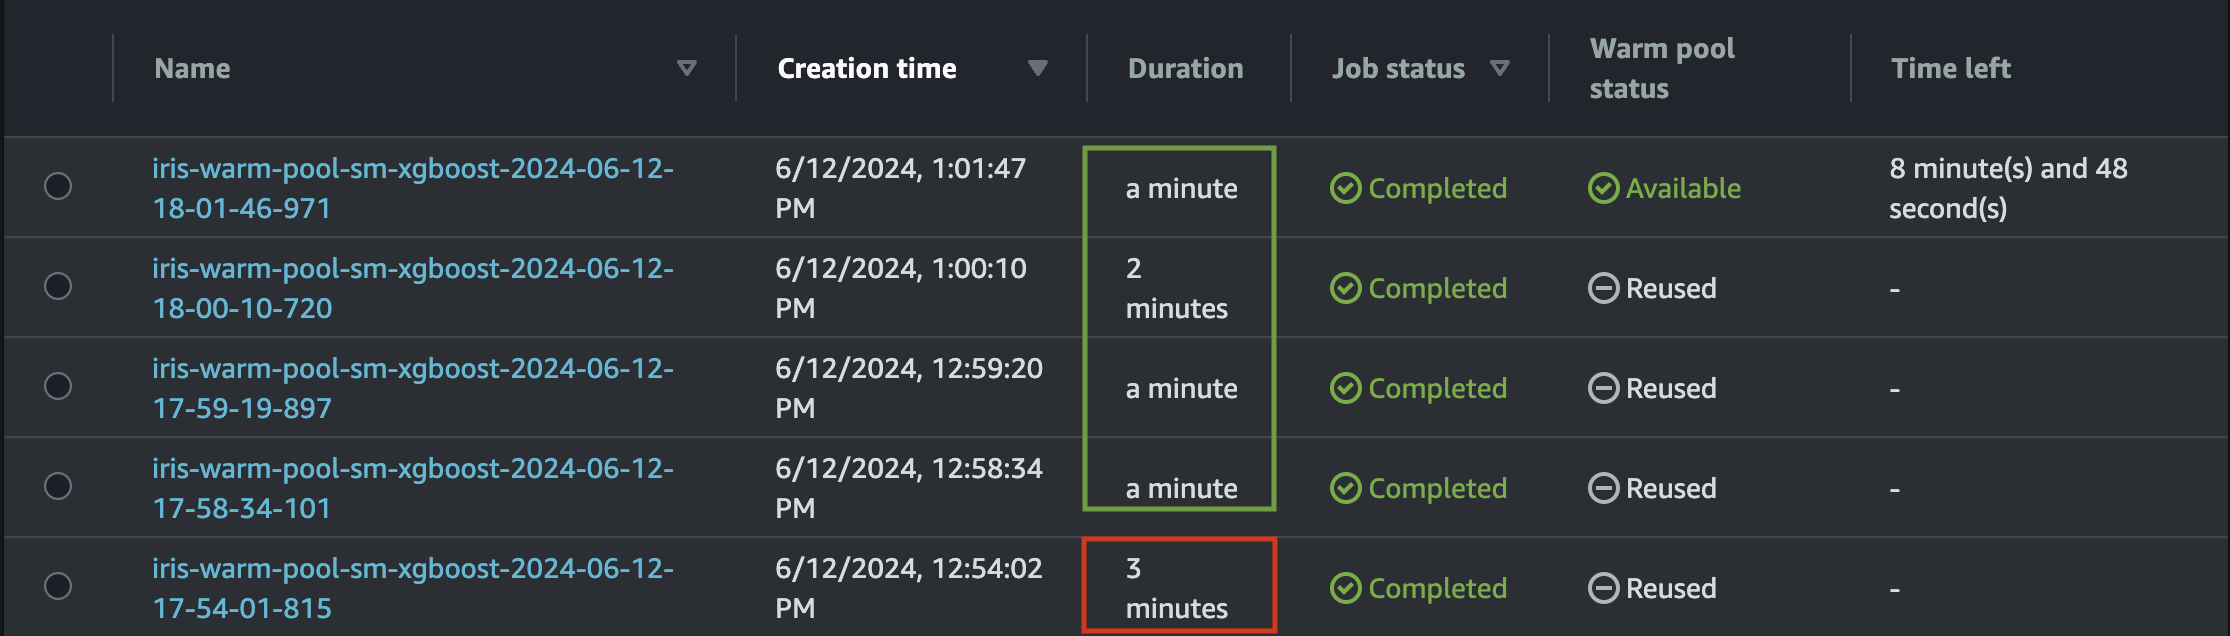 Name
Creation time
Duration
Job status
Warm pool
status
Time left
iris-warm-pool-sm-xgboost-2024-06-12-
18-01-46-971
6/12/2024, 1:01:47
PM
a minute
Completed
Available
8 minute(s) and 48
second(s)
iris-warm-pool-sm-xgboost-2024-06-12-
18-00-10-720
6/12/2024, 1:00:10
PM
2
minutes
Completed
Reused
-
iris-warm-pool-sm-xgboost-2024-06-12-
17-59-19-897
6/12/2024, 12:59:20
PM
a minute
Completed
Reused
-
iris-warm-pool-sm-xgboost-2024-06-12-
17-58-34-101
6/12/2024, 12:58:34
PM
a minute
Completed
Reused
-
iris-warm-pool-sm-xgboost-2024-06-12-
17-54-01-815
6/12/2024, 12:54:02
PM
3
minutes
Completed
Reused
-